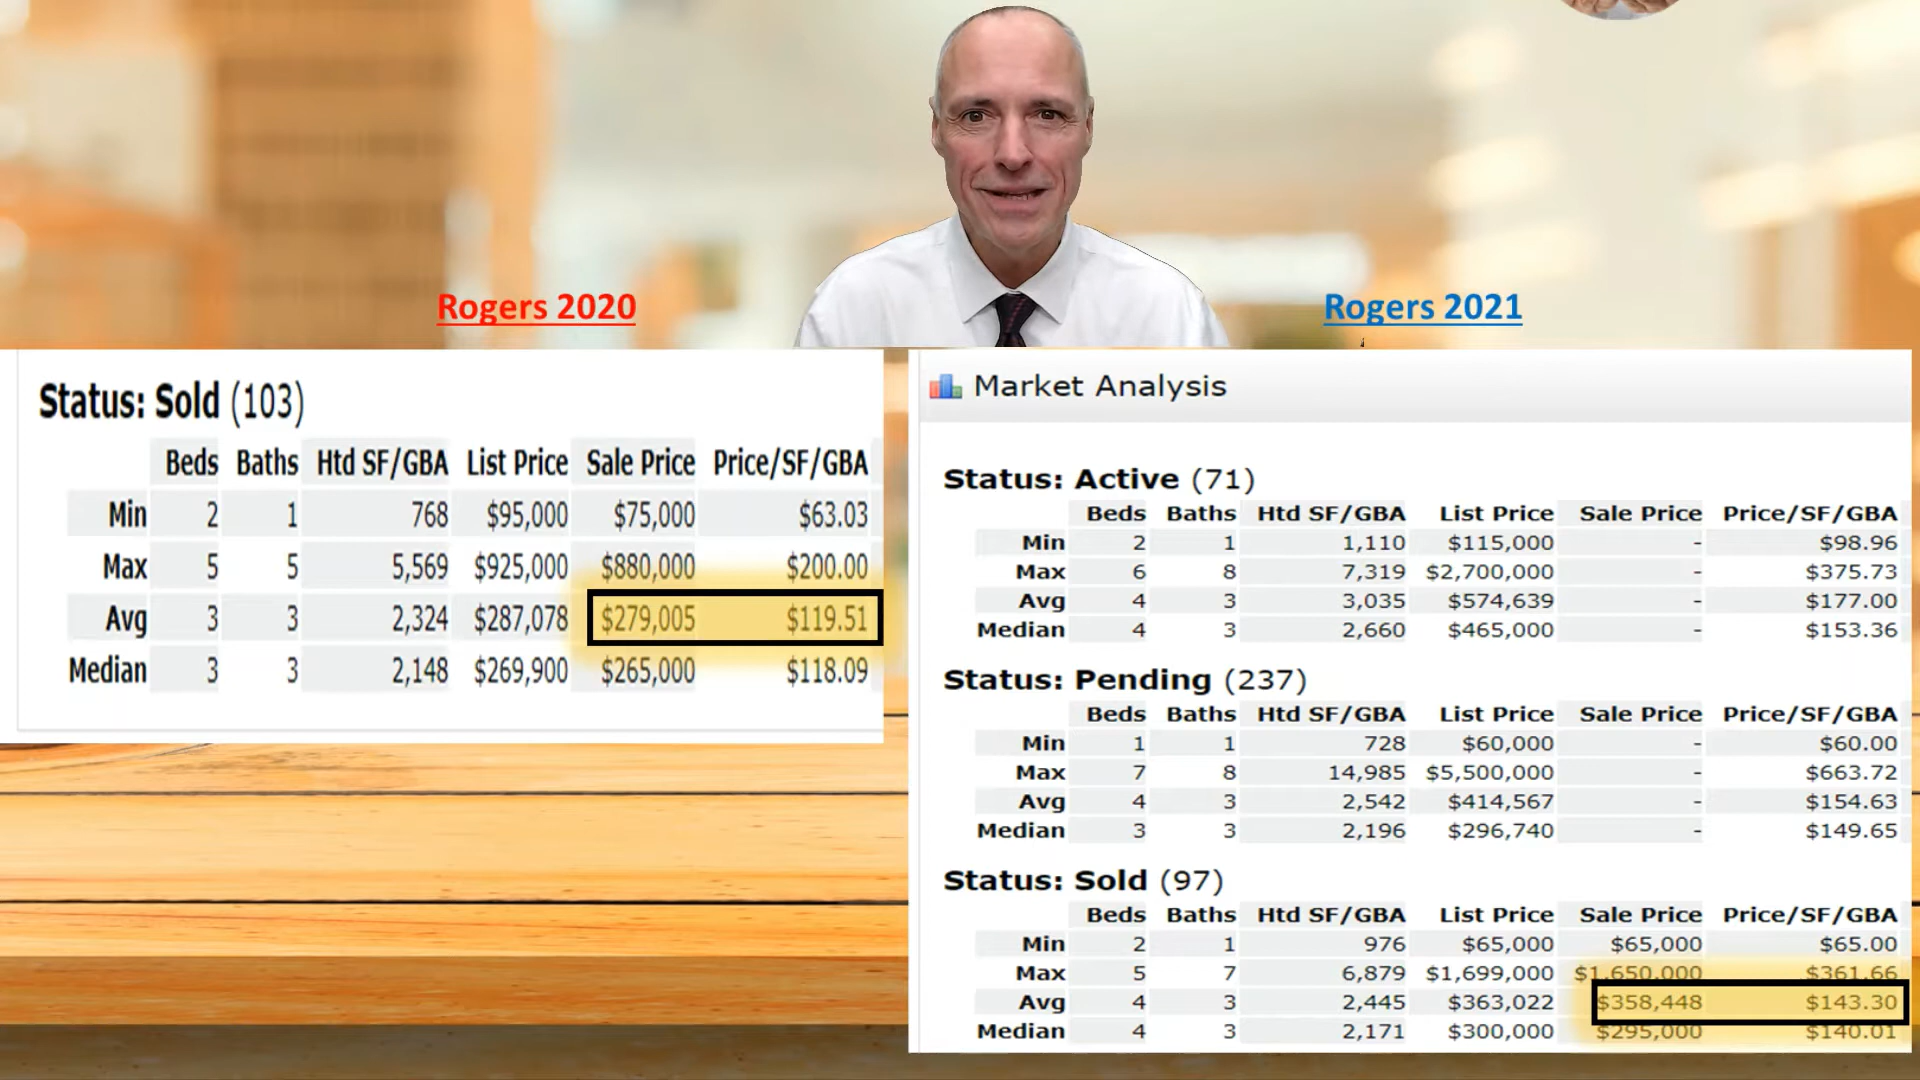 Rogers 2020
Status: Sold (103)
Beds Baths Htd SF/GBA List Price Sale Price Price/SF/GBA
Min 2 1 768 $95,000 $75,000 $63.03
Max 5 5 5,569 $925,000 $880,000 $200.00
Avg 3 3 2,324 $287,078 $279,005 $119.51
Median 3 3 2,148 $269,900 $265,000 $118.09
Rogers 2021
Market Analysis
Status: Active (71)
Beds Baths Htd SF/GBA List Price Sale Price Price/SF/GBA
Min 2 1 1,110 $115,000 - $98.96
Max 6 8 7,319 $2,700,000 - $375.73
Avg 4 3 3,035 $574,639 - $177.00
Median 4 3 2,660 $465,000 - $153.36
Status: Pending (237)
Beds Baths Htd SF/GBA List Price Sale Price Price/SF/GBA
Min 1 1 728 $60,000 - $60.00
Max 7 8 14,985 $5,500,000 - $663.72
Avg 4 3 2,542 $414,567 - $154.63
Median 3 3 2,196 $296,740 - $149.65
Status: Sold (97)
Beds Baths Htd SF/GBA List Price Sale Price Price/SF/GBA
Min 2 1 976 $65,000 $65,000 $65.00
Max 5 7 6,879 $1,699,000 $1,650,000 $361.66
Avg 4 3 2,445 $363,022 $358,448 $143.30
Median 4 3 2,171 $300,000 $295,000 $140.01